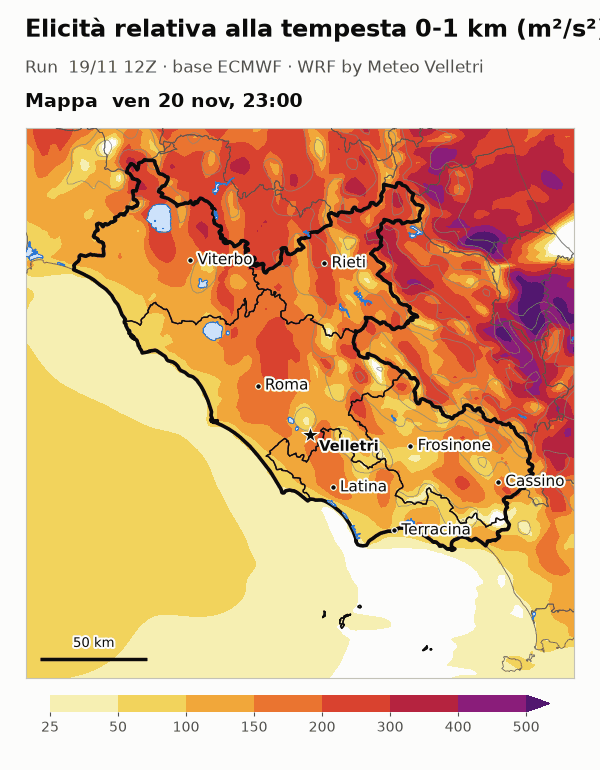 Elicità relativa alla tempesta 0-1 km (m²/s²)
Run 19/11 12Z · base ECMWF · WRF by Meteo Velletri
Mappa ven 20 nov, 23:00
Viterbo
Rieti
Roma
Velletri
Frosinone
Cassino
Latina
Terracina
50 km
25 50 100 150 200 300 400 500